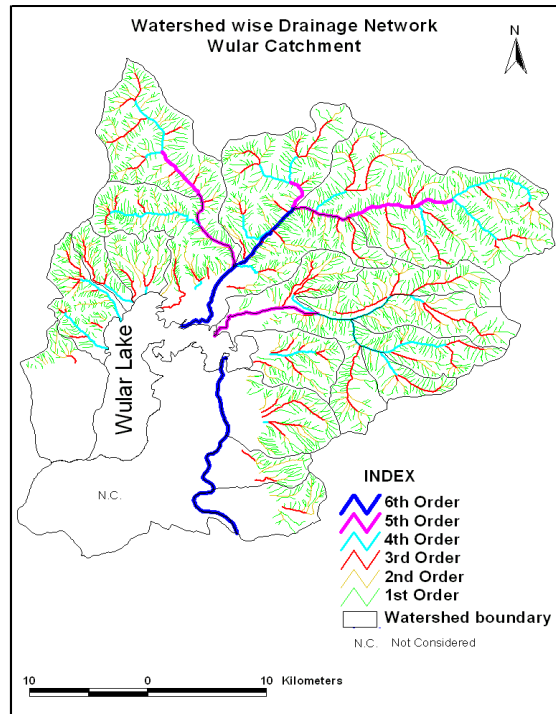 Watershed wise Drainage Network
Wular Catchment
N
Wular Lake
N.C.
INDEX
6th Order
5th Order
4th Order
3rd Order
2nd Order
1st Order
Watershed boundary
N.C. Not Considered
10 0 10 Kilometers